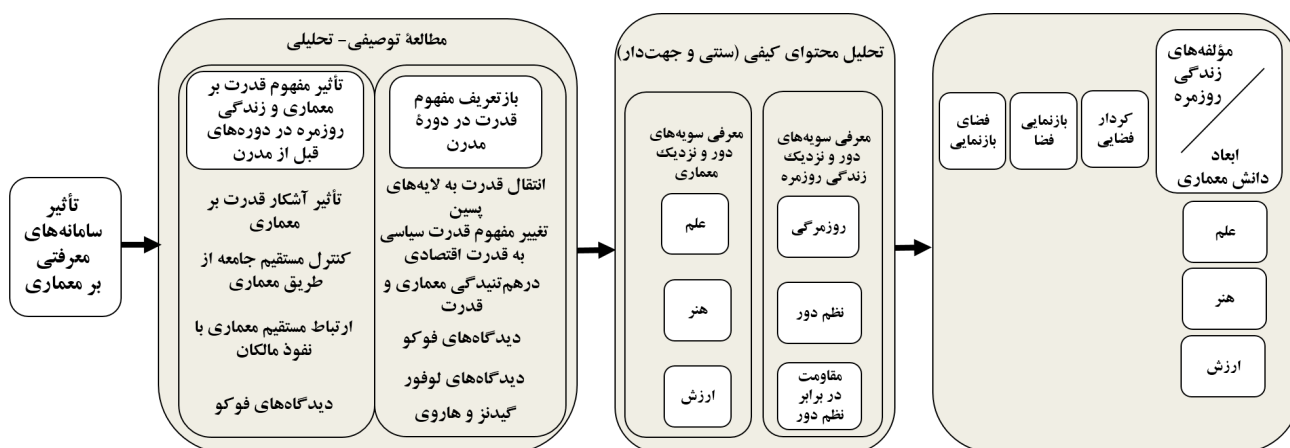 تأثیر
سامانه‌های
معرفتی
بر معماری
مطالعۀ توصیفی- تحلیلی
تأثیر مفهوم قدرت بر
معماری و زندگی
روزمره در دوره‌های
قبل از مدرن
تأثیر آشکار قدرت بر
معماری
کنترل مستقیم جامعه از
طریق معماری
ارتباط مستقیم معماری با
نفوذ مالکان
دیدگاه‌های فوکو
بازتعریف مفهوم
قدرت در دورۀ
مدرن
انتقال قدرت به لایه‌های
پسین
تغییر مفهوم قدرت سیاسی
به قدرت اقتصادی
درهم‌تنیدگی معماری و
قدرت
دیدگاه‌های فوکو
دیدگاه‌های لوفور
گیدنز و هاروی
تحلیل محتوای کیفی (سنتی و جهت‌دار)
معرفی سویه‌های
دور و نزدیك
معماری
علم
هنر
ارزش
معرفی سویه‌های
دور و نزدیك
زندگی روزمره
روزمرگی
نظم دور
مقاومت
در برابر
نظم دور
مؤلفه‌های
زندگی
روزمره
ابعاد
دانش معماری
کردار
فضایی
بازنمایی
فضا
فضای
بازنمایی
علم
هنر
ارزش